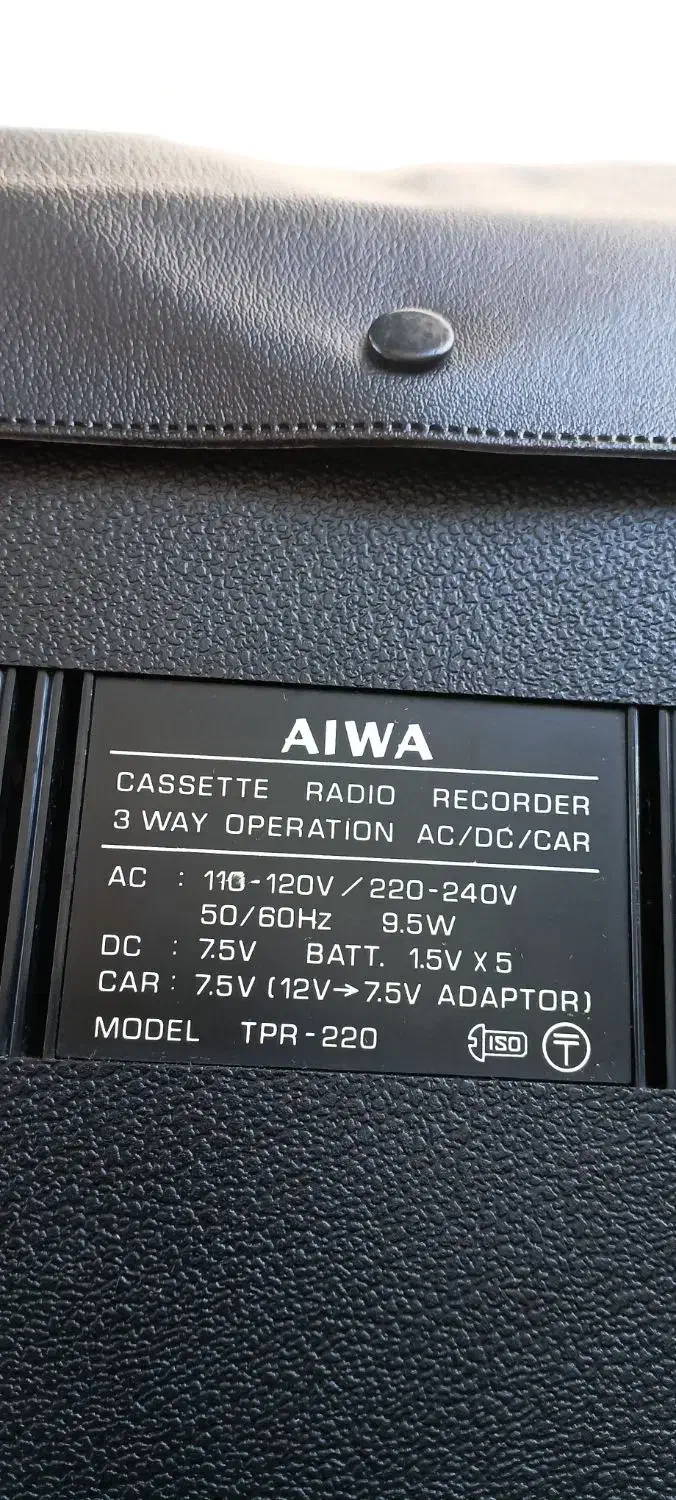 AIWA
CASSETTE RADIO RECORDER
3 WAY OPERATION AC/DC/CAR
AC : 110-120V/220-240V
50/60Hz 9.5W
DC : 7.5V BATT. 1.5V X 5
CAR : 7.5V (12V→7.5V ADAPTOR)
MODEL TPR-220 ISO